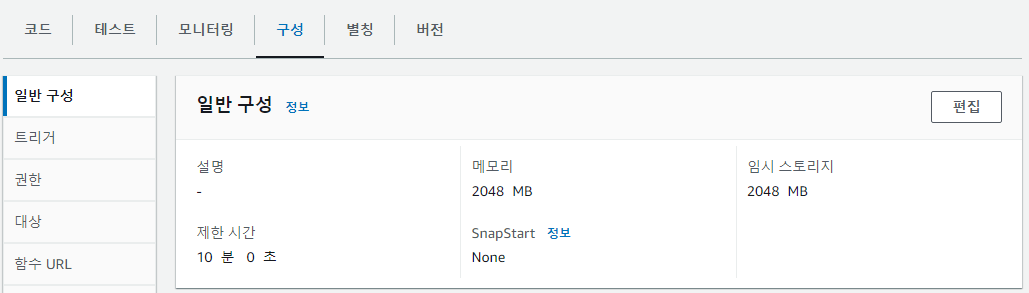 코드 테스트 모니터링 구성 별칭 버전
일반 구성
트리거
권한
대상
함수 URL
일반 구성 정보
편집
설명
-
메모리
2048 MB
임시 스토리지
2048 MB
제한 시간
10 분 0 초
SnapStart 정보
None